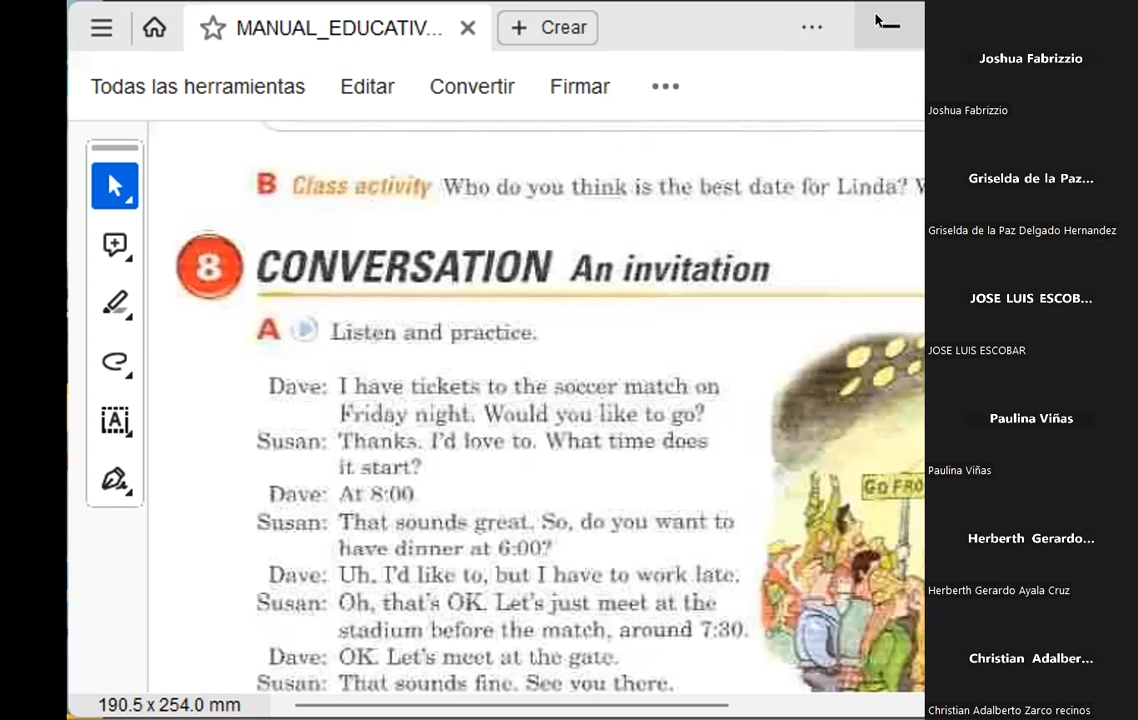 MANUAL_EDUCATIV...
Crear
Todas las herramientas
Editar
Convertir
Firmar
B Class activity Who do you think is the best date for Linda? W
8 CONVERSATION An invitation
A Listen and practice.
Dave: I have tickets to the soccer match on
Friday night. Would you like to go?
Susan: Thanks. I'd love to. What time does
it start?
Dave: At 8:00.
Susan: That sounds great. So, do you want to
have dinner at 6:00?
Dave: Uh, I'd like to, but I have to work late.
Susan: Oh, that's OK. Let's just meet at the
stadium before the match, around 7:30.
Dave: OK. Let's meet at the gate.
Susan: That sounds fine. See you there.
GO FRO
190.5 x 254.0 mm
Joshua Fabrizzio
Joshua Fabrizzio
Griselda de la Paz...
Griselda de la Paz Delgado Hernandez
JOSE LUIS ESCOB...
JOSE LUIS ESCOBAR
Paulina Viñas
Paulina Viñas
Herberth Gerardo...
Herberth Gerardo Ayala Cruz
Christian Adalber...
Christian Adalberto Zarco recinos